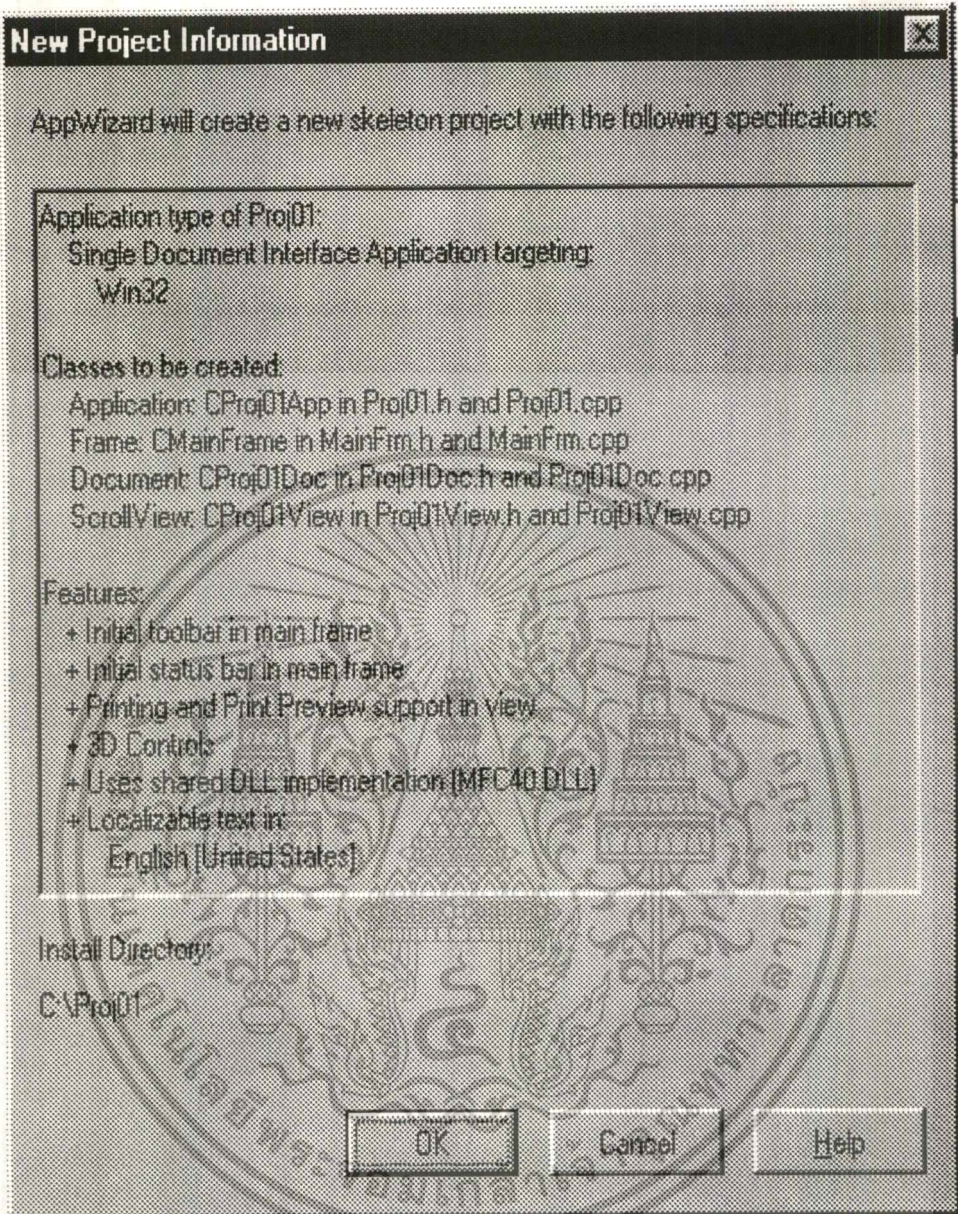 New Project Information
AppWizard will create a new skeleton project with the following specifications:
Application type of Proj01:
Single Document Interface Application targeting:
Win32
Classes to be created:
Application: CProj01App in Proj01.h and Proj01.cpp
Frame: CMainFrame in MainFrm.h and MainFrm.cpp
Document: CProj01Doc in Proj01Doc.h and Proj01Doc.cpp
ScrollView: CProj01View in Proj01View.h and Proj01View.cpp
Features:
+ Initial toolbar in main frame
+ Initial status bar in main frame
+ Printing and Print Preview support in view
+ 3D Controls
+ Uses shared DLL implementation (MFC40.DLL)
+ Localizable text in:
English [United States]
Install Directory:
C:\Proj01
OK
Cancel
Help